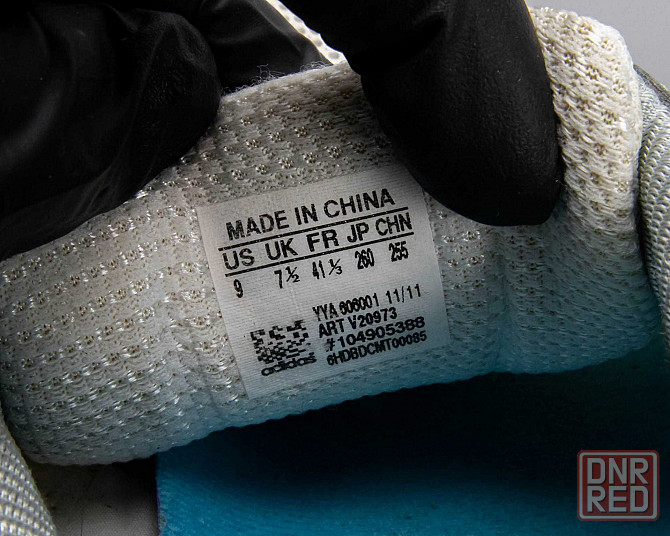 MADE IN CHINA
US UK FR JP CHN
9 7½ 41⅓ 260 255
YYA 606001 11/11
ART V20973
#104905388
adidas 6HDBDCMT00085
DNR
RED